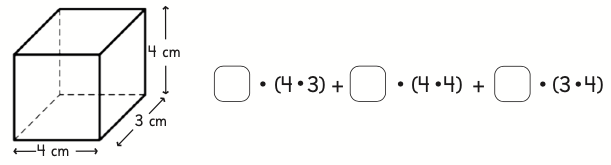 4 cm
□ • (4•3) + □ • (4•4) + □ • (3•4)
3 cm
4 cm